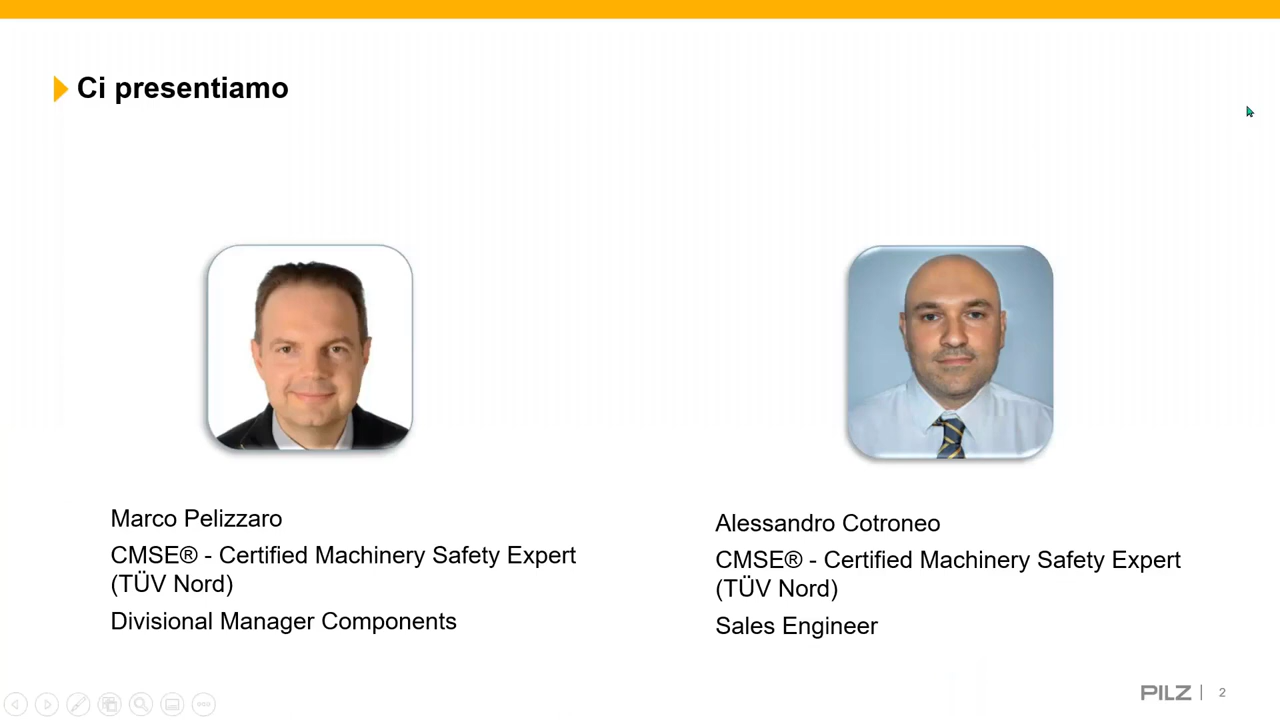 Ci presentiamo
Marco Pelizzaro
CMSE® - Certified Machinery Safety Expert
(TÜV Nord)
Divisional Manager Components
Alessandro Cotroneo
CMSE® - Certified Machinery Safety Expert
(TÜV Nord)
Sales Engineer
PILZ | 2